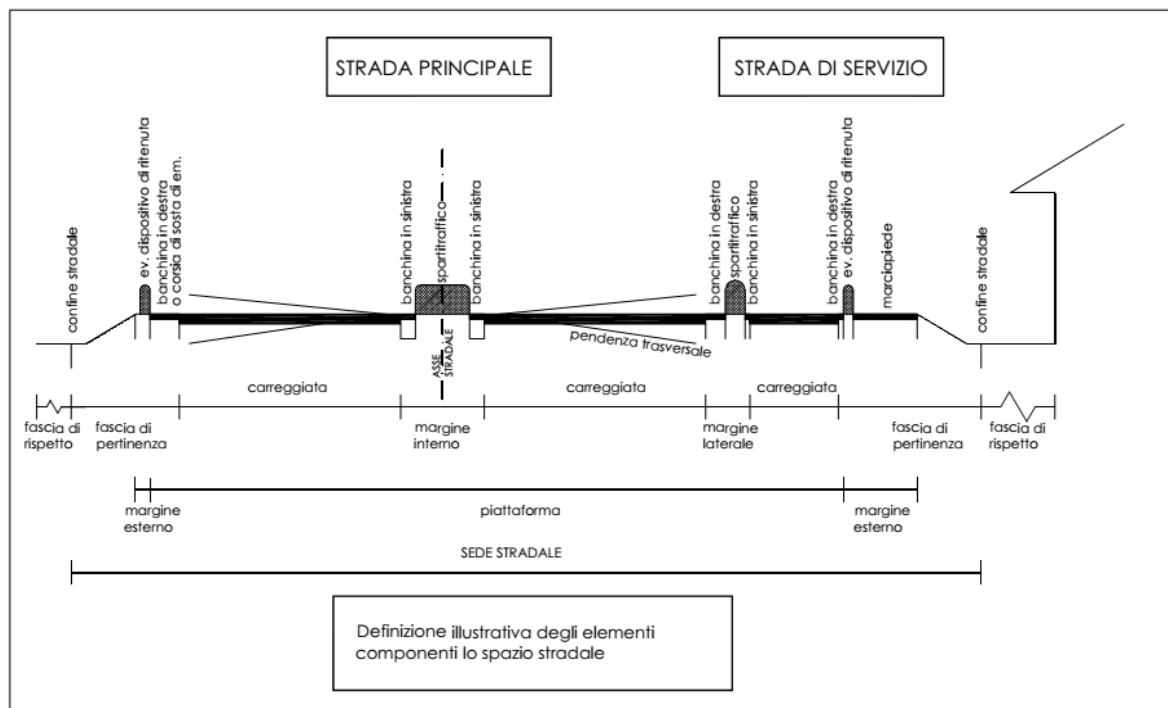 STRADA PRINCIPALE
STRADA DI SERVIZIO
confine stradale
ev. dispositivo di ritenuta
banchina in destra
o corsia di sosta di em.
banchina in sinistra
spartitraffico
banchina in sinistra
banchina in destra
spartitraffico
banchina in sinistra
banchina in destra
ev. dispositivo di ritenuta
marciapiede
confine stradale
ASSE
STRADALE
pendenza trasversale
carreggiata
carreggiata
carreggiata
fascia di
rispetto
fascia di
pertinenza
margine
interno
margine
laterale
fascia di
pertinenza
fascia di
rispetto
margine
esterno
piattaforma
margine
esterno
SEDE STRADALE
Definizione illustrativa degli elementi
componenti lo spazio stradale